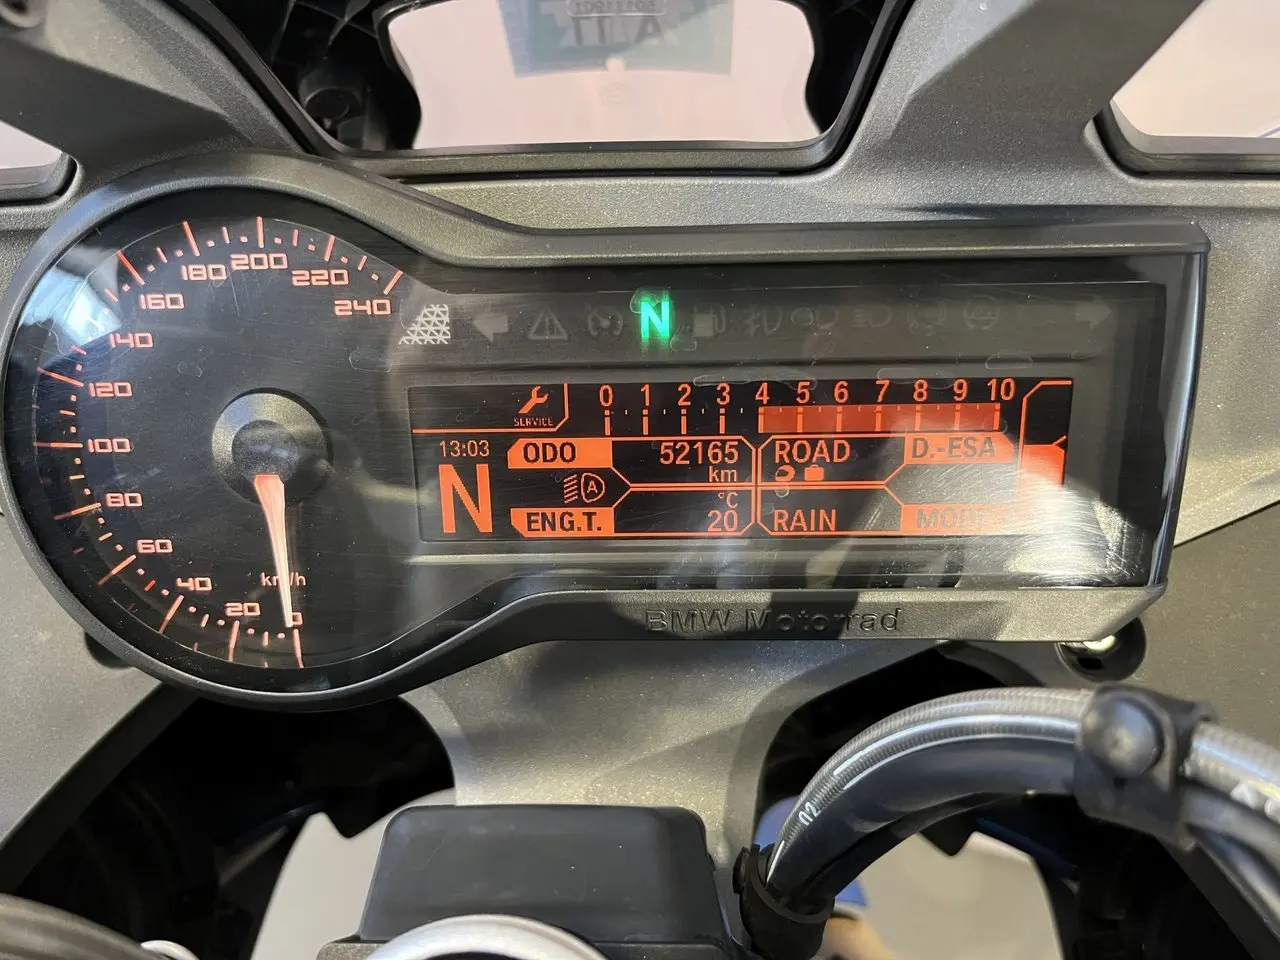 180 200 220
160 240
140
120
100
80
60
40
20
0
km/h
N
SERVICE
0 1 2 3 4 5 6 7 8 9 10
13:03 ODO 52165 km
ROAD D.-ESA
N
A
ENG.T. °C 20
RAIN
BMW Motorrad
02